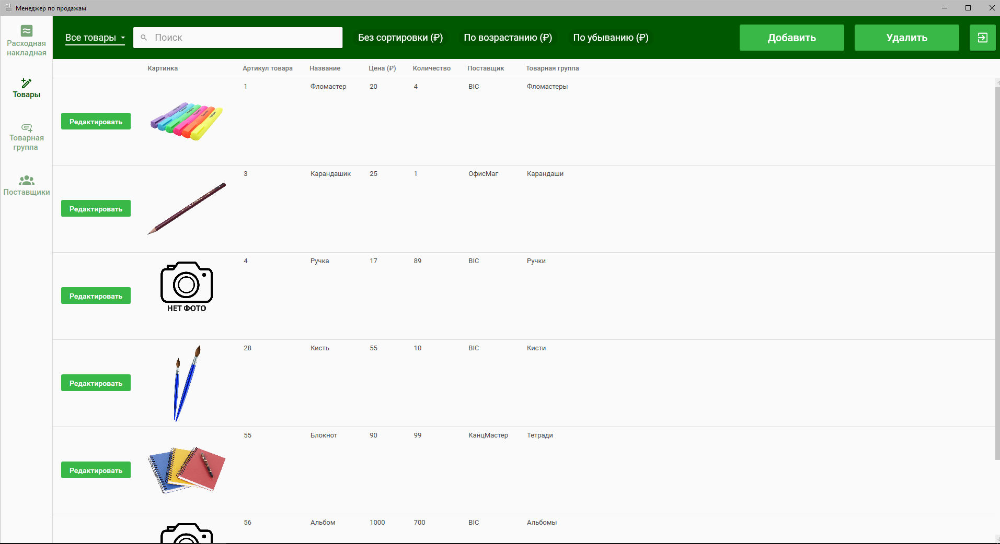 Менеджер по продажам
Расходная
накладная
Товары
Товарная
группа
Поставщики
Все товары
Поиск
Без сортировки (₽)
По возрастанию (₽)
По убыванию (₽)
Добавить
Удалить
Картинка Артикул товара Название Цена (₽) Количество Поставщик Товарная группа
1 Фломастер 20 4 BIC Фломастеры
Редактировать
3 Карандашик 25 1 ОфисМаг Карандаши
Редактировать
4 Ручка 17 89 BIC Ручки
Редактировать
НЕТ ФОТО
28 Кисть 55 10 BIC Кисти
Редактировать
55 Блокнот 90 99 КанцМастер Тетради
Редактировать
56 Альбом 1000 700 BIC Альбомы